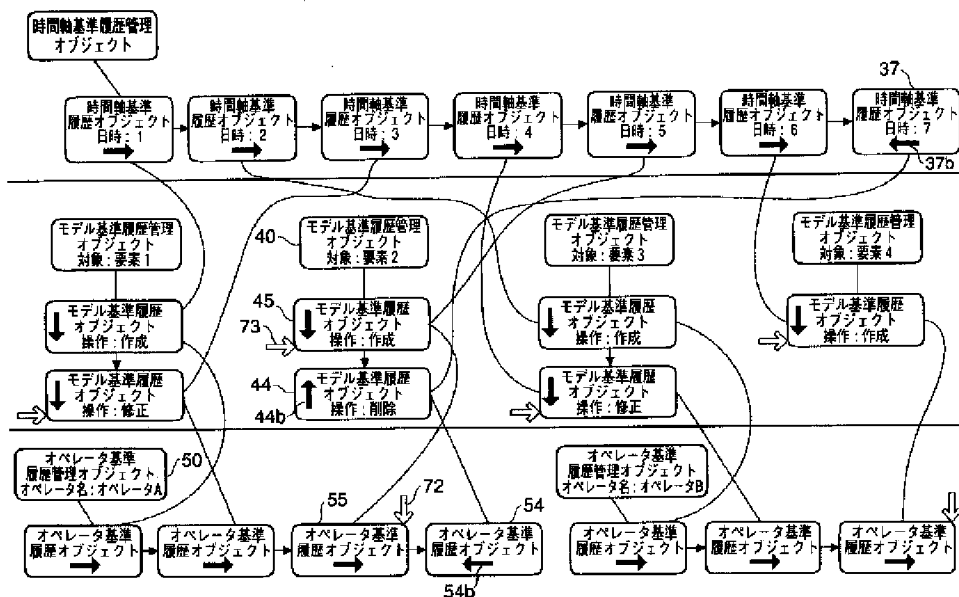 時間軸基準履歴管理
オブジェクト
37
時間軸基準
履歴オブジェクト
日時：1
時間軸基準
履歴オブジェクト
日時：2
時間軸基準
履歴オブジェクト
日時：3
時間軸基準
履歴オブジェクト
日時：4
時間軸基準
履歴オブジェクト
日時：5
時間軸基準
履歴オブジェクト
日時：6
時間軸基準
履歴オブジェクト
日時：7
37b
モデル基準履歴管理
オブジェクト
対象：要素1
40
モデル基準履歴管理
オブジェクト
対象：要素2
モデル基準履歴管理
オブジェクト
対象：要素3
モデル基準履歴管理
オブジェクト
対象：要素4
モデル基準履歴
オブジェクト
操作：作成
45
73
モデル基準履歴
オブジェクト
操作：作成
モデル基準履歴
オブジェクト
操作：作成
モデル基準履歴
オブジェクト
操作：作成
モデル基準履歴
オブジェクト
操作：修正
44
44b
モデル基準履歴
オブジェクト
操作：削除
モデル基準履歴
オブジェクト
操作：修正
オペレータ基準
履歴管理オブジェクト
オペレータ名：オペレータA
50
オペレータ基準
履歴管理オブジェクト
オペレータ名：オペレータB
55
72
54
オペレータ基準
履歴オブジェクト
オペレータ基準
履歴オブジェクト
オペレータ基準
履歴オブジェクト
オペレータ基準
履歴オブジェクト
54b
オペレータ基準
履歴オブジェクト
オペレータ基準
履歴オブジェクト
オペレータ基準
履歴オブジェクト